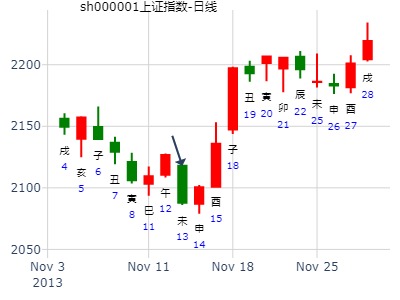 sh000001上证指数-日线
2200
2150
2100
2050
戌
4
亥
5
子
6
丑
7
寅
8
巳
11
午
12
未
13
申
14
酉
15
子
18
丑
19
寅
20
卯
21
辰
22
未
25
申
26
酉
27
戌
28
Nov 3
2013
Nov 11
Nov 18
Nov 25